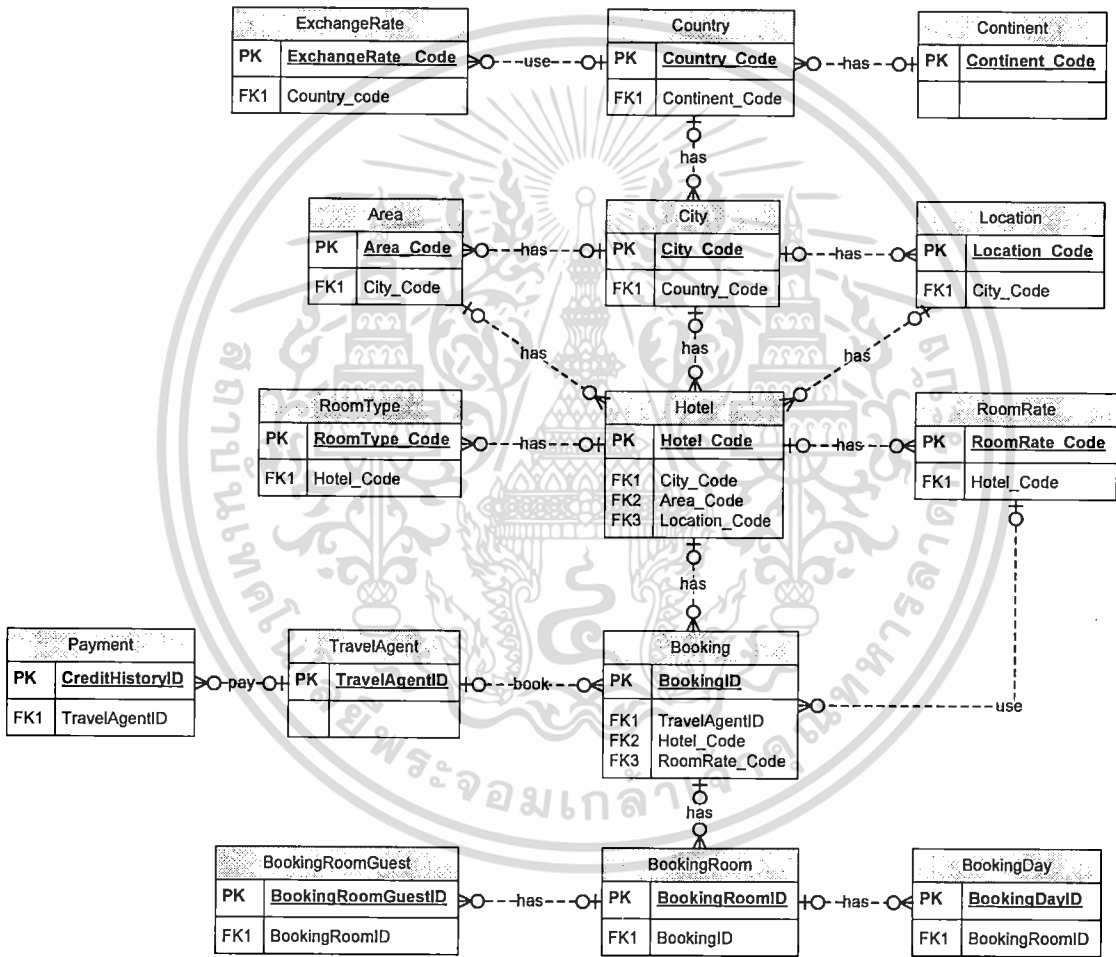 ExchangeRate
PK ExchangeRate_Code
FK1 Country_code
use
Country
PK Country_Code
FK1 Continent_Code
has
Continent
PK Continent_Code
has
Area
PK Area_Code
FK1 City_Code
has
City
PK City_Code
FK1 Country_Code
has
Location
PK Location_Code
FK1 City_Code
has
has
has
RoomType
PK RoomType_Code
FK1 Hotel_Code
has
Hotel
PK Hotel_Code
FK1 City_Code
FK2 Area_Code
FK3 Location_Code
has
RoomRate
PK RoomRate_Code
FK1 Hotel_Code
has
Payment
PK CreditHistoryID
FK1 TravelAgentID
pay
TravelAgent
PK TravelAgentID
book
Booking
PK BookingID
FK1 TravelAgentID
FK2 Hotel_Code
FK3 RoomRate_Code
use
has
BookingRoomGuest
PK BookingRoomGuestID
FK1 BookingRoomID
has
BookingRoom
PK BookingRoomID
FK1 BookingID
has
BookingDay
PK BookingDayID
FK1 BookingRoomID